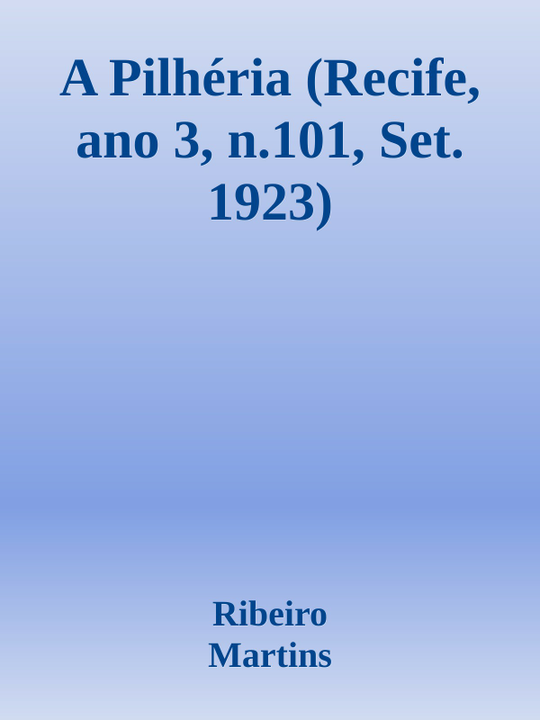 A Pilhéria (Recife,
ano 3, n.101, Set.
1923)
Ribeiro
Martins